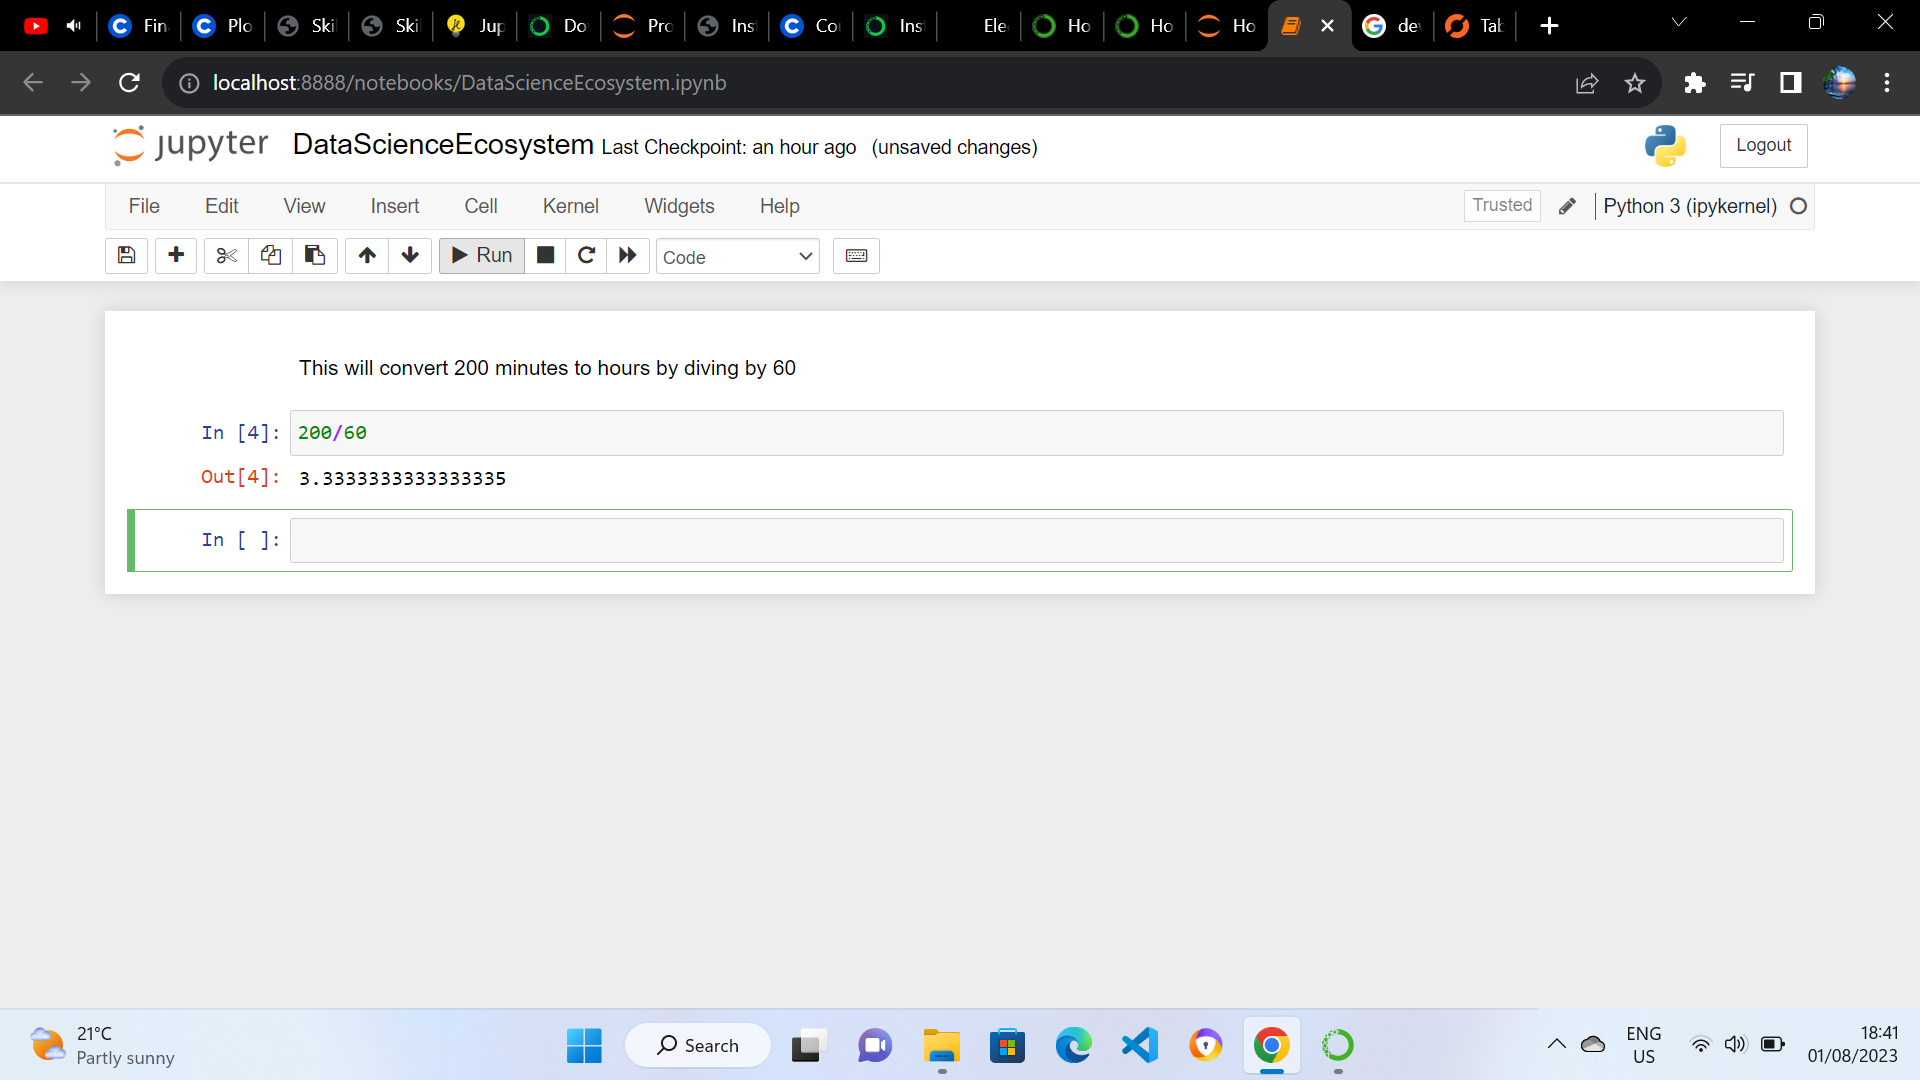 Fin
Plo
Skil
Skil
Jup
Do
Pro
Ins
Co
Ins
Ele
Ho
Ho
Ho
de
Tab
localhost:8888/notebooks/DataScienceEcosystem.ipynb
jupyter DataScienceEcosystem Last Checkpoint: an hour ago (unsaved changes)
Logout
File Edit View Insert Cell Kernel Widgets Help
Trusted Python 3 (ipykernel)
Run Code
This will convert 200 minutes to hours by diving by 60
In [4]: 200/60
Out[4]: 3.3333333333333335
In [ ]:
21°C
Partly sunny
Search
ENG
US
18:41
01/08/2023